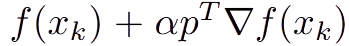 f(x_k) + αp^T∇f(x_k)